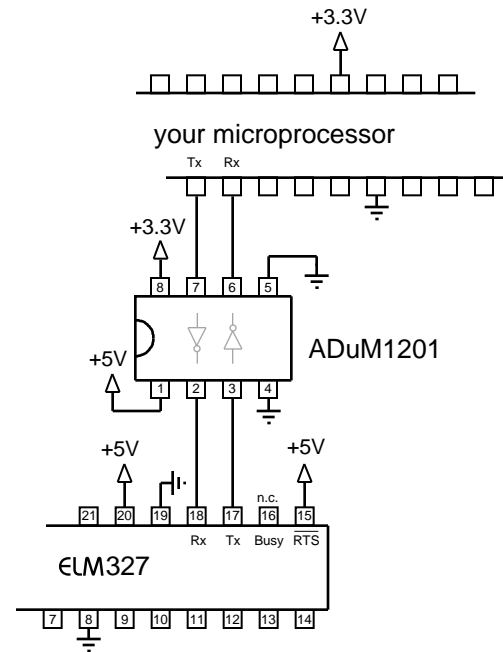 +3.3V
your microprocessor
Tx Rx
+3.3V
8 7 6 5
ADuM1201
+5V
1 2 3 4
+5V
+5V
n.c.
21 20 19 18 17 16 15
Rx Tx Busy RTS
ELM327
7 8 9 10 11 12 13 14